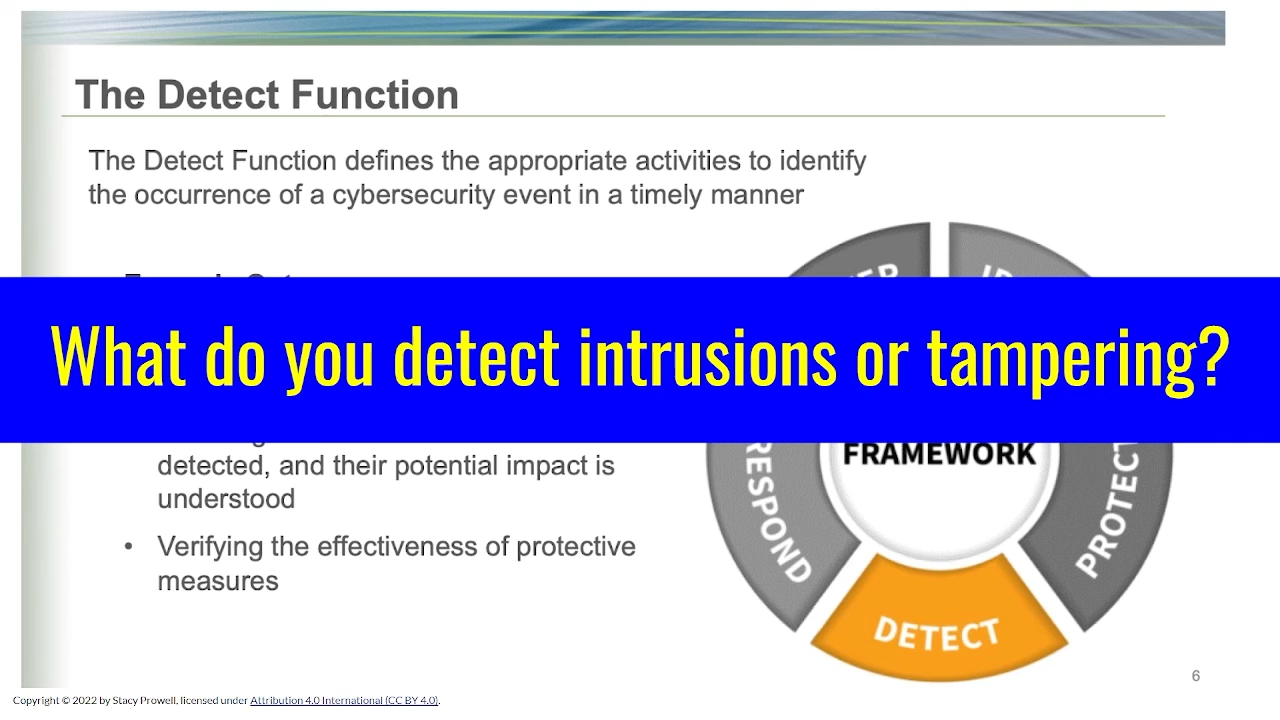 The Detect Function
The Detect Function defines the appropriate activities to identify
the occurrence of a cybersecurity event in a timely manner
What do you detect intrusions or tampering?
FRAMEWORK
RESPOND
PROTECT
detected, and their potential impact is
understood
• Verifying the effectiveness of protective
measures
DETECT
6
Copyright © 2022 by Stacy Prowell, licensed under Attribution 4.0 International (CC BY 4.0).